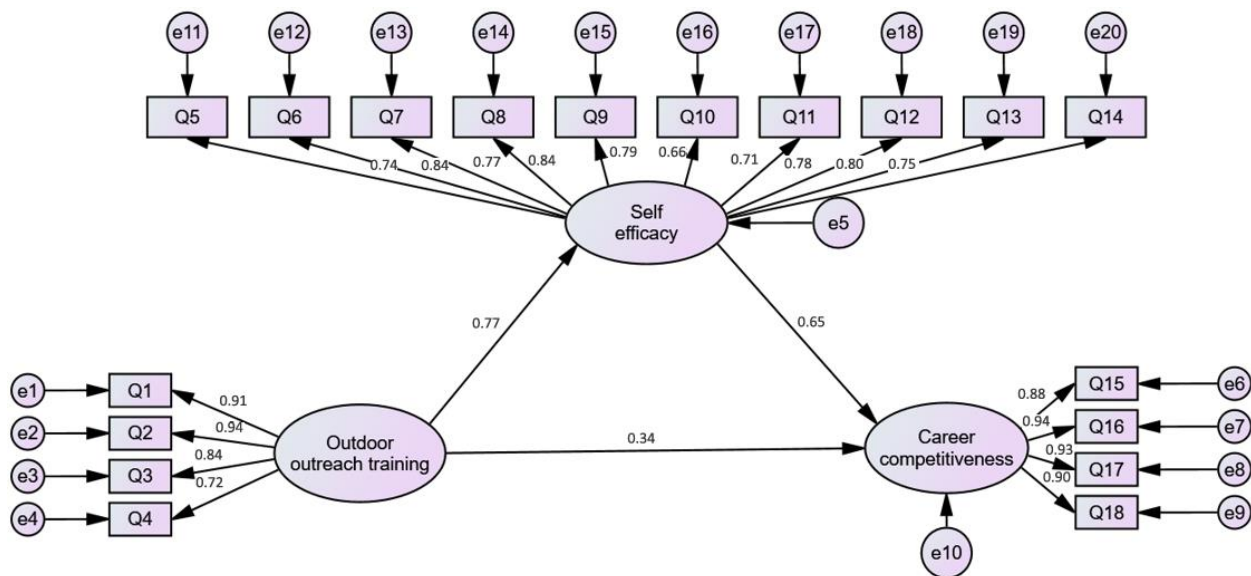 e11 e12 e13 e14 e15 e16 e17 e18 e19 e20
Q5 Q6 Q7 Q8 Q9 Q10 Q11 Q12 Q13 Q14
0.74 0.84 0.77 0.84 0.79 0.66 0.71 0.78 0.80 0.75
Self
efficacy
e5
0.77
0.65
e1 Q1
0.91
e2 Q2
0.94
e3 Q3
0.84
e4 Q4
0.72
Outdoor
outreach training
0.34
Career
competitiveness
0.88
Q15 e6
0.94
Q16 e7
0.93
Q17 e8
0.90
Q18 e9
e10